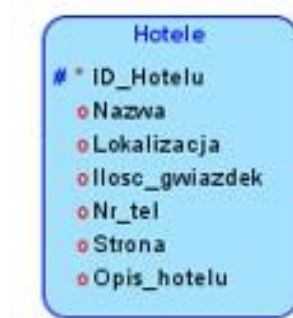 Hotele
# * ID_Hotelu
o Nazwa
o Lokalizacja
o Ilosc_gwiazdek
o Nr_tel
o Strona
o Opis_hotelu